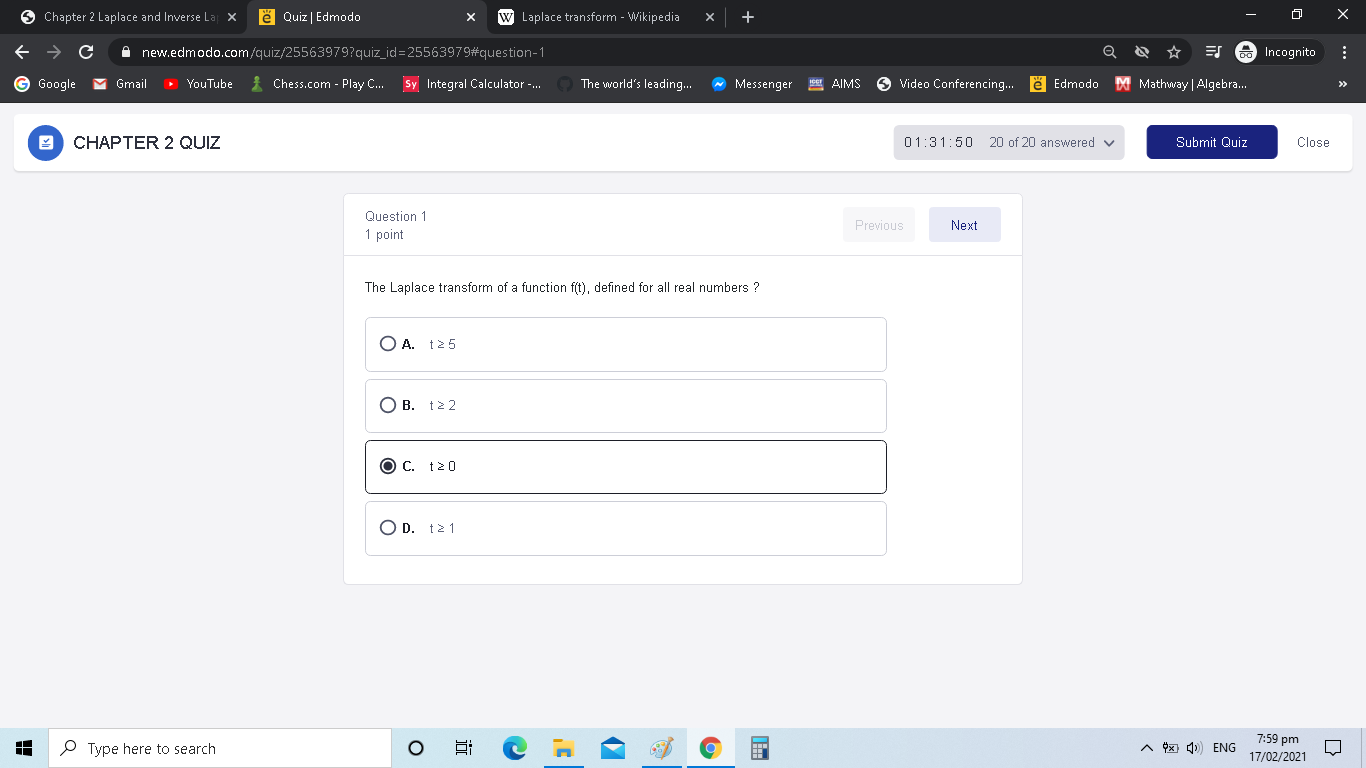 Chapter 2 Laplace and Inverse La
Quiz | Edmodo
Laplace transform - Wikipedia
new.edmodo.com/quiz/25563979?quiz_id=25563979#question-1
Incognito
Google
Gmail
YouTube
Chess.com - Play C...
Sy
Integral Calculator -...
The world's leading...
Messenger
AIMS
Video Conferencing...
Edmodo
Mathway | Algebra...
»
CHAPTER 2 QUIZ
01:31:50
20 of 20 answered
Submit Quiz
Close
Question 1
1 point
Previous
Next
The Laplace transform of a function f(t), defined for all real numbers ?
A. t ≥ 5
B. t ≥ 2
C. t ≥ 0
D. t ≥ 1
Type here to search
ENG
7:59 pm
17/02/2021